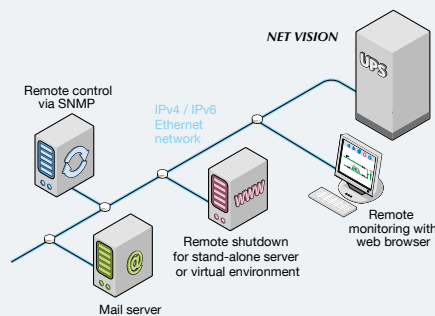 NET VISION
UPS
Remote control
via SNMP
IPv4 / IPv6
Ethernet
network
WWW
Remote shutdown
for stand-alone server
or virtual environment
Remote
monitoring with
web browser
@
Mail server